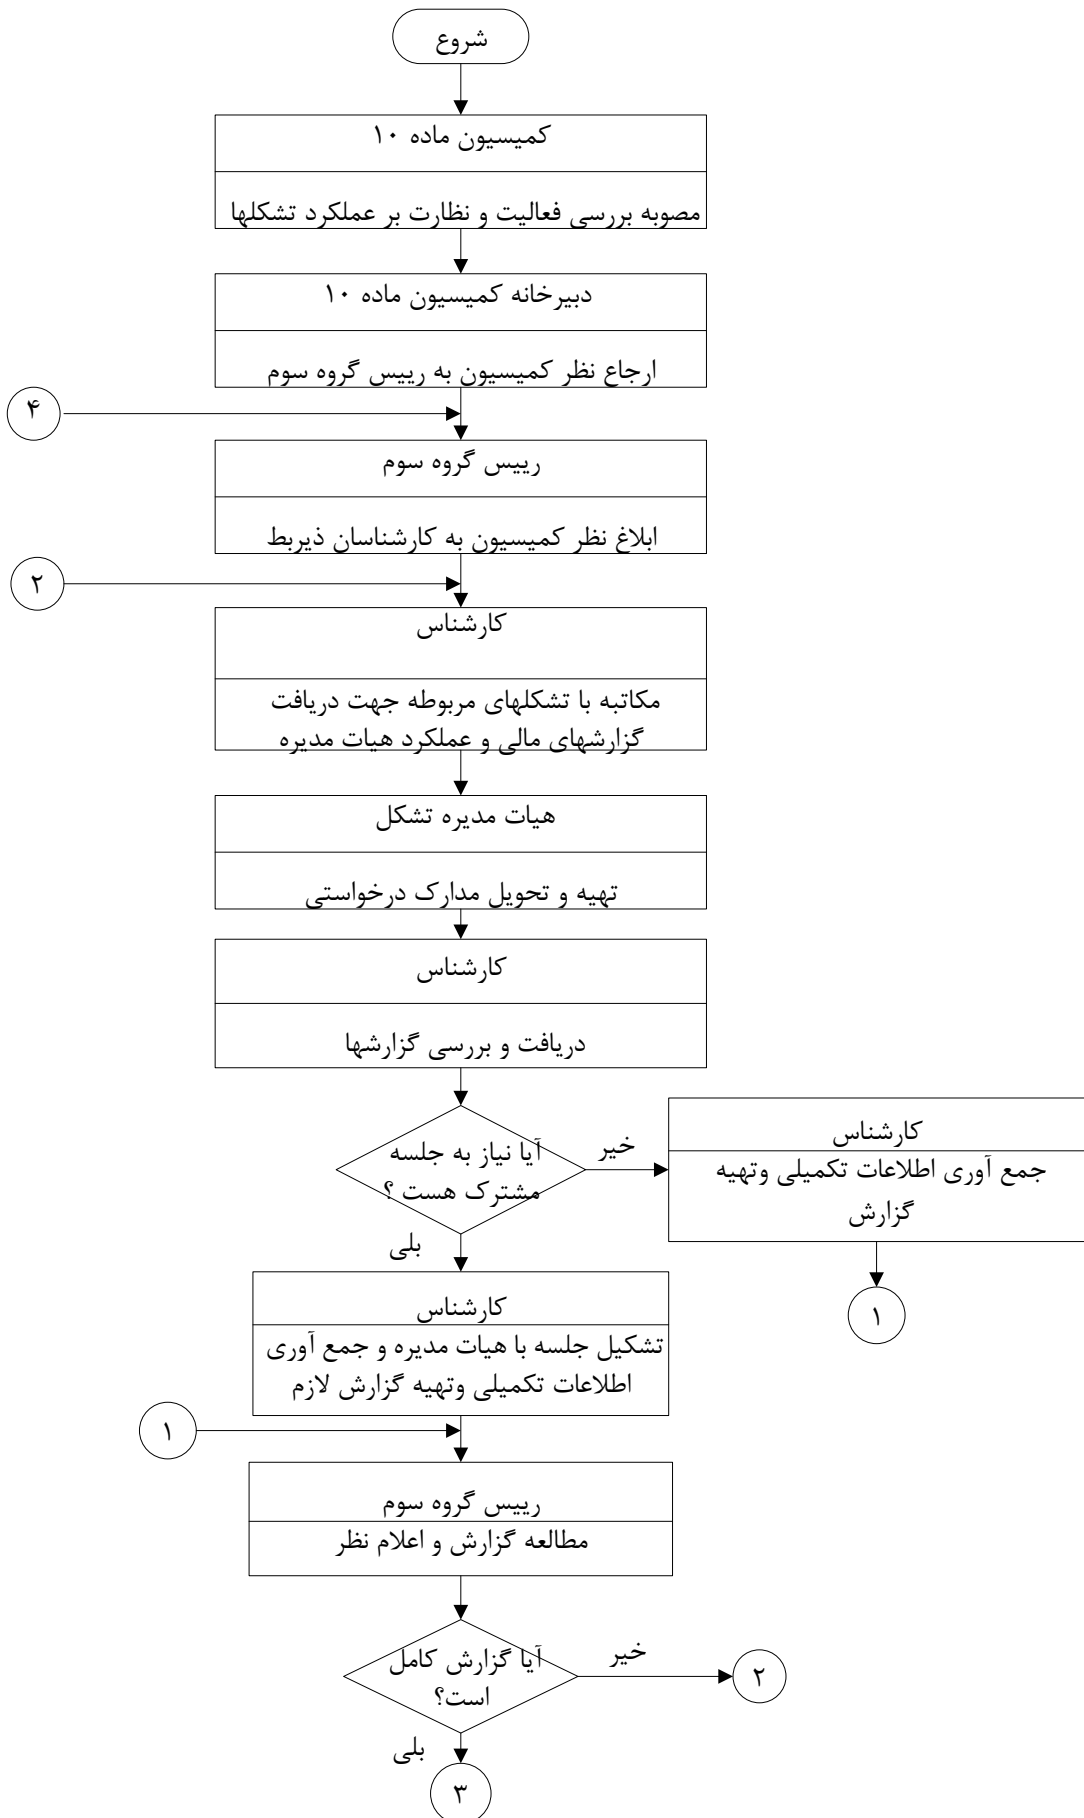 شروع
کمیسیون ماده ۱۰
مصوبه بررسی فعالیت و نظارت بر عملکرد تشکلها
دبیرخانه کمیسیون ماده ۱۰
ارجاع نظر کمیسیون به رییس گروه سوم
۴
رییس گروه سوم
ابلاغ نظر کمیسیون به کارشناسان ذیربط
۲
کارشناس
مکاتبه با تشکلهای مربوطه جهت دریافت
گزارشهای مالی و عملکرد هیات مدیره
هیات مدیره تشکل
تهیه و تحویل مدارک درخواستی
کارشناس
دریافت و بررسی گزارشها
آیا نیاز به جلسه
مشترک هست ؟
خیر
کارشناس
جمع آوری اطلاعات تکمیلی وتهیه
گزارش
۱
بلی
کارشناس
تشکیل جلسه با هیات مدیره و جمع آوری
اطلاعات تکمیلی وتهیه گزارش لازم
۱
رییس گروه سوم
مطالعه گزارش و اعلام نظر
آیا گزارش کامل
است؟
خیر
۲
بلی
۳